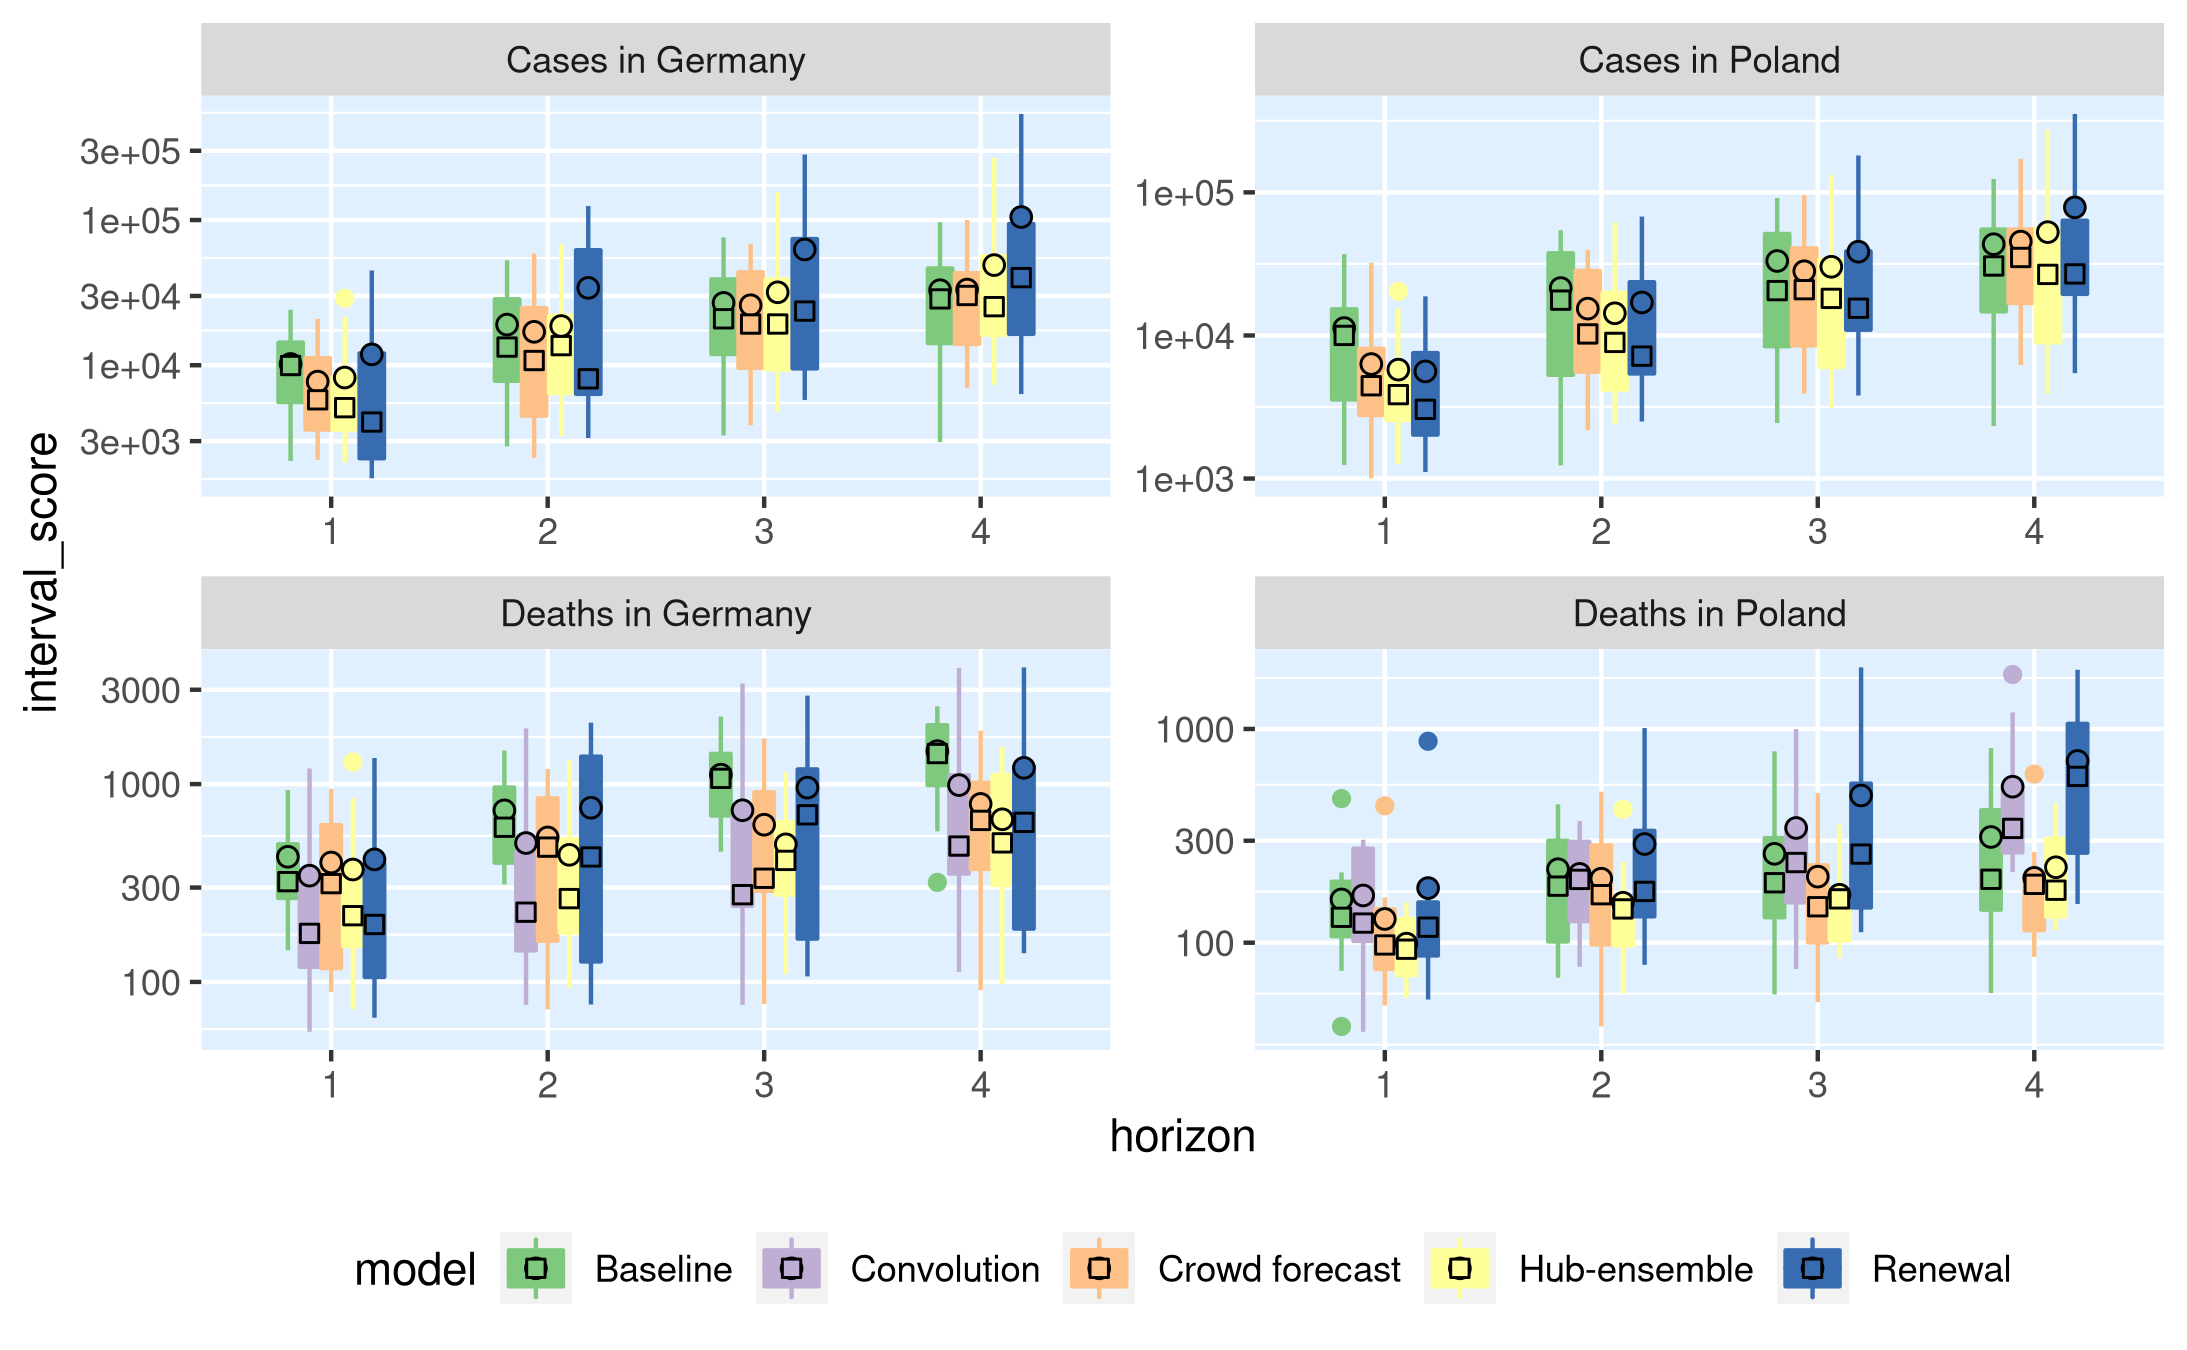 Cases in Germany
Cases in Poland
3e+05
1e+05
3e+04
1e+04
3e+03
1e+05
1e+04
1e+03
1 2 3 4
1 2 3 4
interval_score
Deaths in Germany
Deaths in Poland
3000
1000
300
100
1000
300
100
1 2 3 4
1 2 3 4
horizon
model Baseline Convolution Crowd forecast Hub-ensemble Renewal